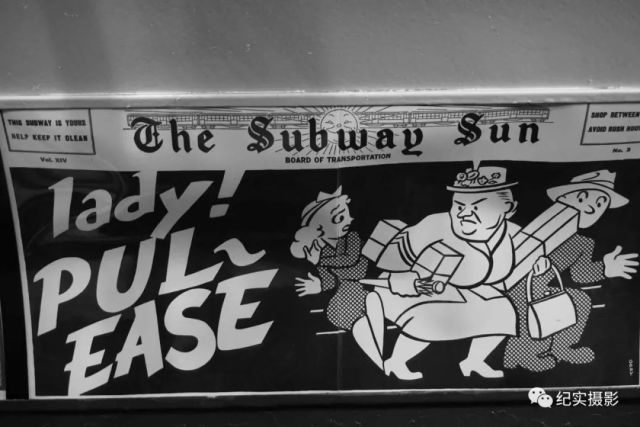 THIS SUBWAY IS YOURS
HELP KEEP IT CLEAN
The Subway Sun
SHOP BETWEEN
AVOID RUSH HOU
Vol. XIV
BOARD OF TRANSPORTATION
No. 3
lady!
PUL~
EASE
纪实摄影